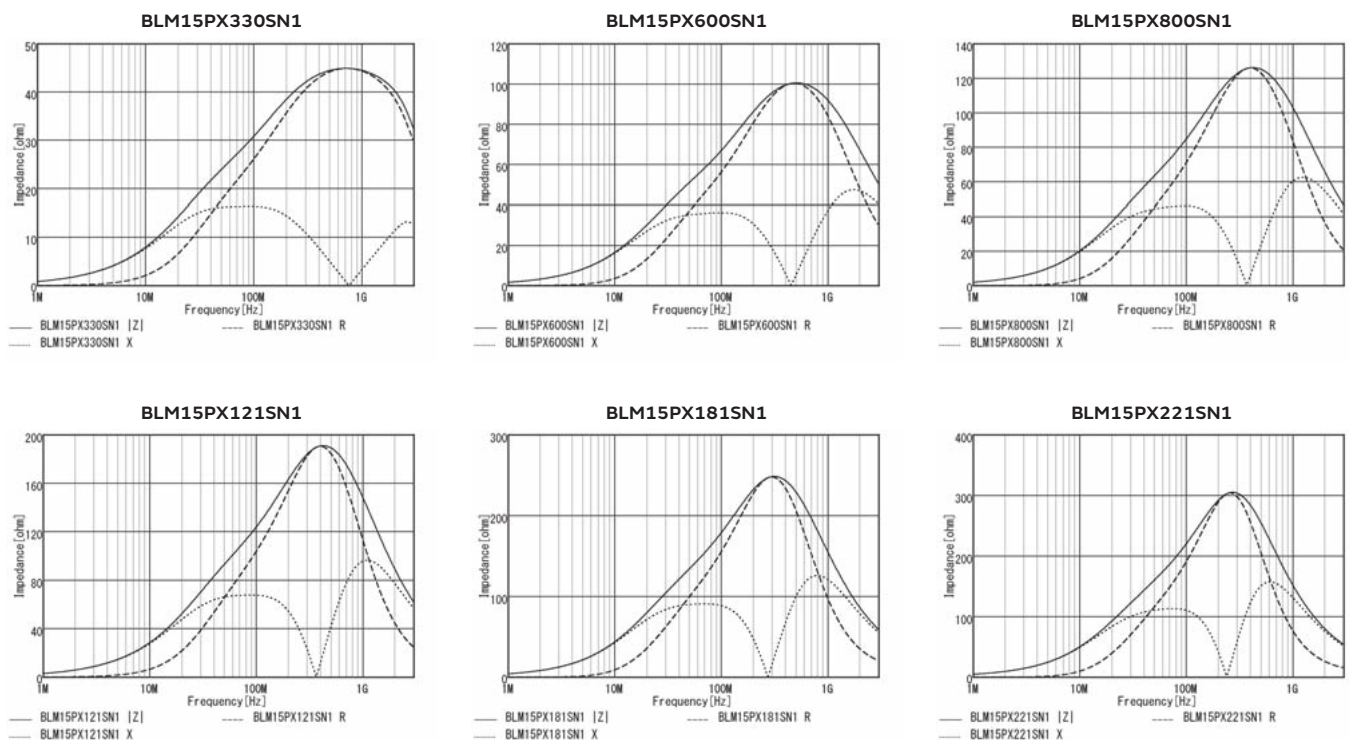 BLM15PX330SN1
50
40
30
20
10
0
Impedance[ohm]
1M 10M 100M 1G
Frequency[Hz]
BLM15PX330SN1 |Z| BLM15PX330SN1 R
BLM15PX330SN1 X
BLM15PX600SN1
120
100
80
60
40
20
0
Impedance[ohm]
1M 10M 100M 1G
Frequency[Hz]
BLM15PX600SN1 |Z| BLM15PX600SN1 R
BLM15PX600SN1 X
BLM15PX800SN1
140
120
100
80
60
40
20
0
Impedance[ohm]
1M 10M 100M 1G
Frequency[Hz]
BLM15PX800SN1 |Z| BLM15PX800SN1 R
BLM15PX800SN1 X
BLM15PX121SN1
200
160
120
80
40
0
Impedance[ohm]
1M 10M 100M 1G
Frequency[Hz]
BLM15PX121SN1 |Z| BLM15PX121SN1 R
BLM15PX121SN1 X
BLM15PX181SN1
300
200
100
0
Impedance[ohm]
1M 10M 100M 1G
Frequency[Hz]
BLM15PX181SN1 |Z| BLM15PX181SN1 R
BLM15PX181SN1 X
BLM15PX221SN1
400
300
200
100
0
Impedance[ohm]
1M 10M 100M 1G
Frequency[Hz]
BLM15PX221SN1 |Z| BLM15PX221SN1 R
BLM15PX221SN1 X